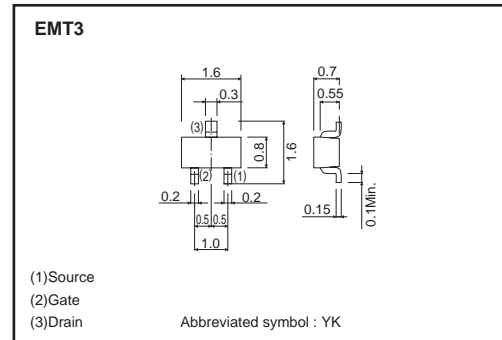 EMT3
1.6
0.3
0.7
0.55
(3)
0.8
1.6
(2)
(1)
0.2
0.2
0.5
0.5
1.0
0.15
0.1Min.
(1)Source
(2)Gate
(3)Drain
Abbreviated symbol : YK